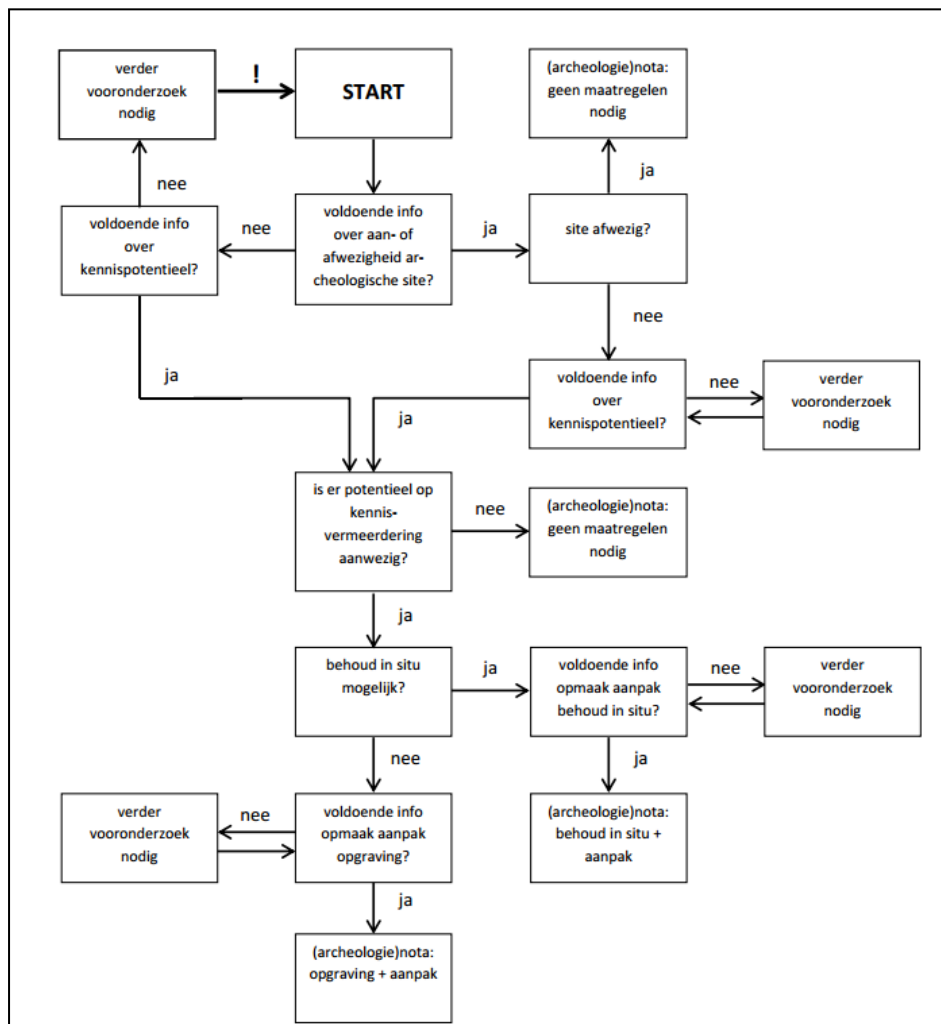 verder
vooronderzoek
nodig
!
START
(archeologie)nota:
geen maatregelen
nodig
nee
ja
voldoende info
over
kennispotentieel?
nee
voldoende info
over aan- of
afwezigheid ar-
cheologische site?
ja
site afwezig?
nee
ja
voldoende info
over
kennispotentieel?
nee
verder
vooronderzoek
nodig
ja
is er potentieel op
kennis-
vermeerdering
aanwezig?
nee
(archeologie)nota:
geen maatregelen
nodig
ja
behoud in situ
mogelijk?
ja
voldoende info
opmaak aanpak
behoud in situ?
nee
verder
vooronderzoek
nodig
nee
ja
verder
vooronderzoek
nodig
nee
voldoende info
opmaak aanpak
opgraving?
(archeologie)nota:
behoud in situ +
aanpak
ja
(archeologie)nota:
opgraving + aanpak